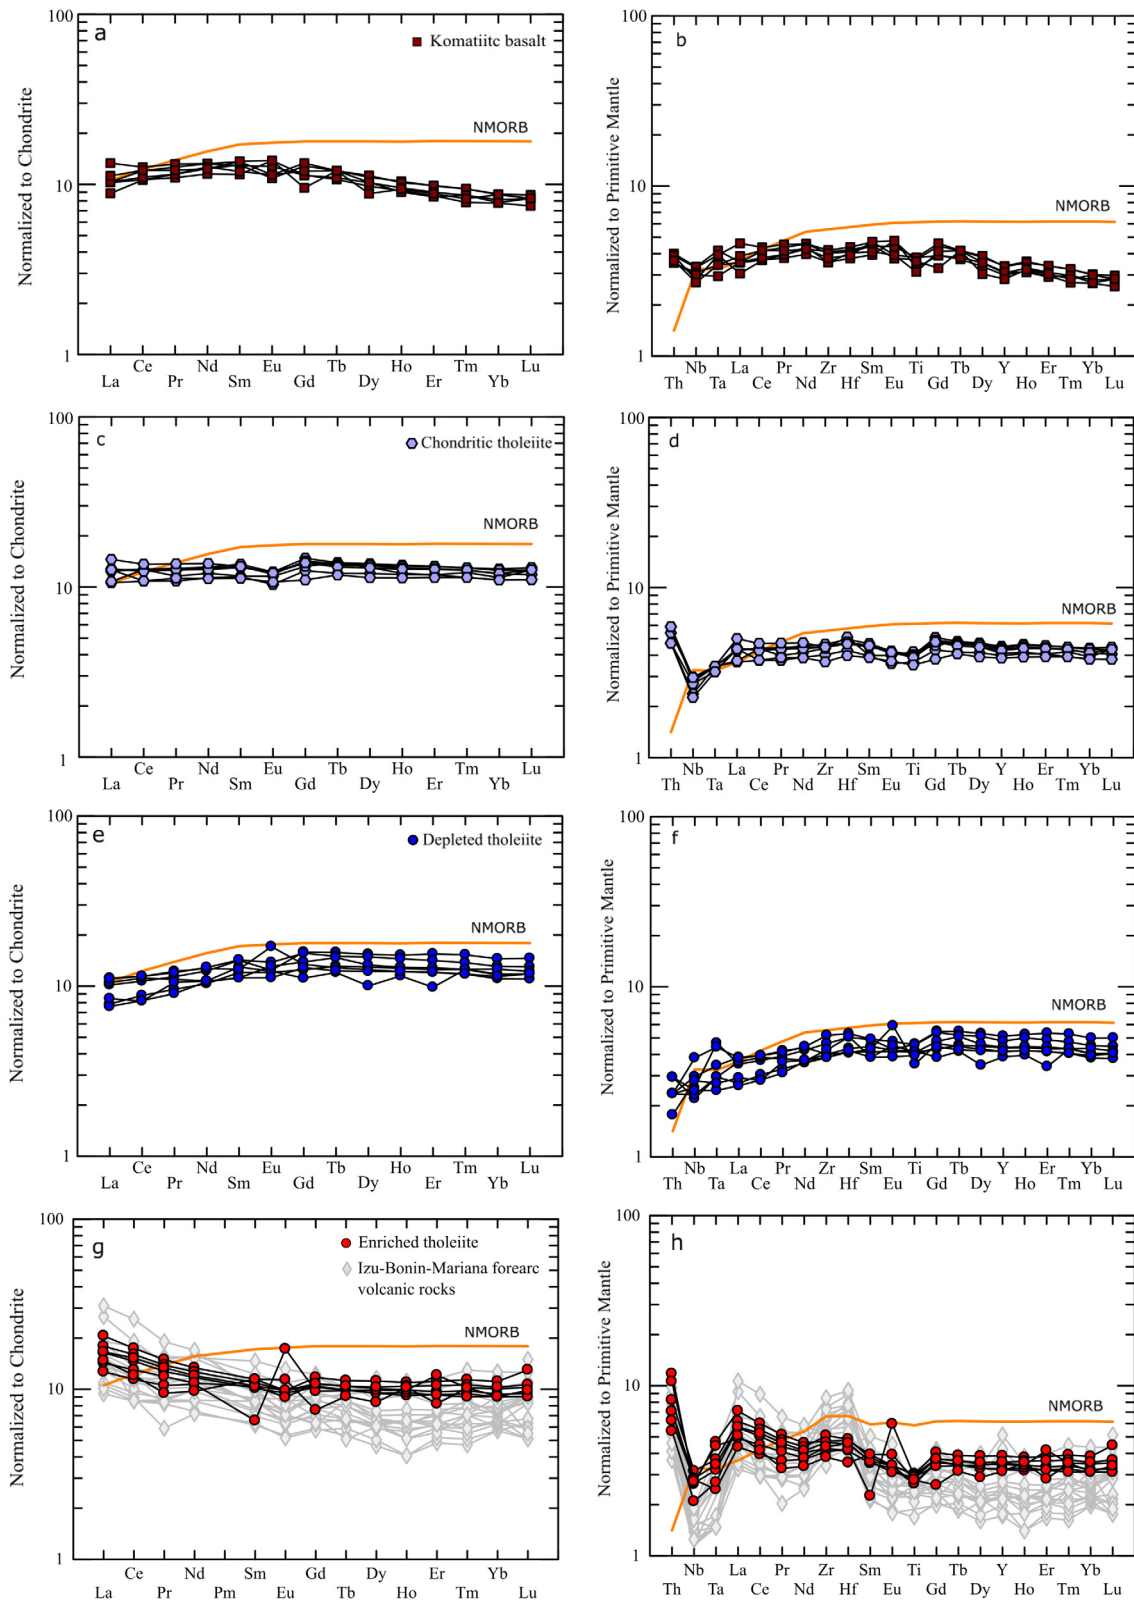 a
Komatiitc basalt
NMORB
Normalized to Chondrite
100
10
1
La Ce Pr Nd Sm Eu Gd Tb Dy Ho Er Tm Yb Lu
b
NMORB
Normalized to Primitive Mantle
100
10
1
Th Nb Ta La Ce Pr Nd Zr Hf Sm Eu Ti Gd Tb Dy Y Ho Er Tm Yb Lu
c
Chondritic tholeiite
NMORB
Normalized to Chondrite
100
10
1
La Ce Pr Nd Sm Eu Gd Tb Dy Ho Er Tm Yb Lu
d
NMORB
Normalized to Primitive Mantle
100
10
1
Th Nb Ta La Ce Pr Nd Zr Hf Sm Eu Ti Gd Tb Dy Y Ho Er Tm Yb Lu
e
Depleted tholeiite
NMORB
Normalized to Chondrite
100
10
1
La Ce Pr Nd Sm Eu Gd Tb Dy Ho Er Tm Yb Lu
f
NMORB
Normalized to Primitive Mantle
100
10
1
Th Nb Ta La Ce Pr Nd Zr Hf Sm Eu Ti Gd Tb Dy Y Ho Er Tm Yb Lu
g
Enriched tholeiite
Izu-Bonin-Mariana forearc
volcanic rocks
NMORB
Normalized to Chondrite
100
10
1
La Ce Pr Nd Pm Sm Eu Gd Tb Dy Ho Er Tm Yb Lu
h
NMORB
Normalized to Primitive Mantle
100
10
1
Th Nb Ta La Ce Pr Nd Zr Hf Sm Eu Ti Gd Tb Dy Y Ho Er Tm Yb Lu